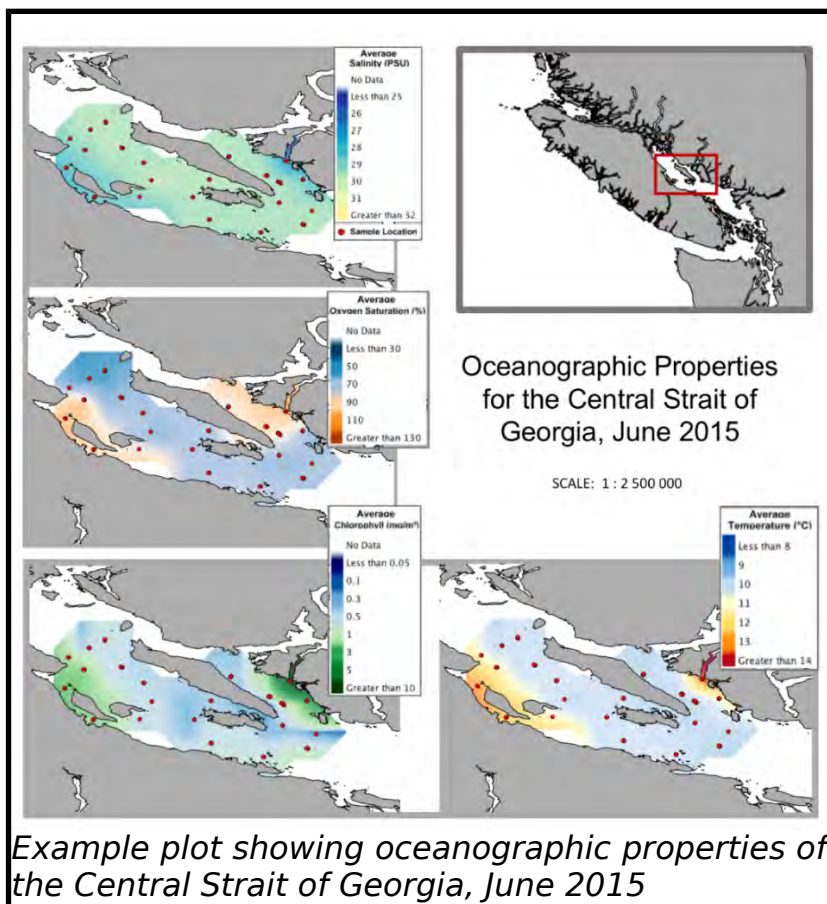 Average
Salinity (PSU)
No Data
Less than 25
26
27
28
29
30
31
Greater than 32
Sample Location
Average
Oxygen Saturation (%)
No Data
Less than 30
50
70
90
110
Greater than 130
Oceanographic Properties
for the Central Strait of
Georgia, June 2015
SCALE: 1 : 2 500 000
Average
Chlorophyll (mg/m³)
No Data
Less than 0.05
0.1
0.3
0.5
1
3
5
Greater than 10
Average
Temperature (°C)
Less than 8
9
10
11
12
13
Greater than 14
Example plot showing oceanographic properties of
the Central Strait of Georgia, June 2015